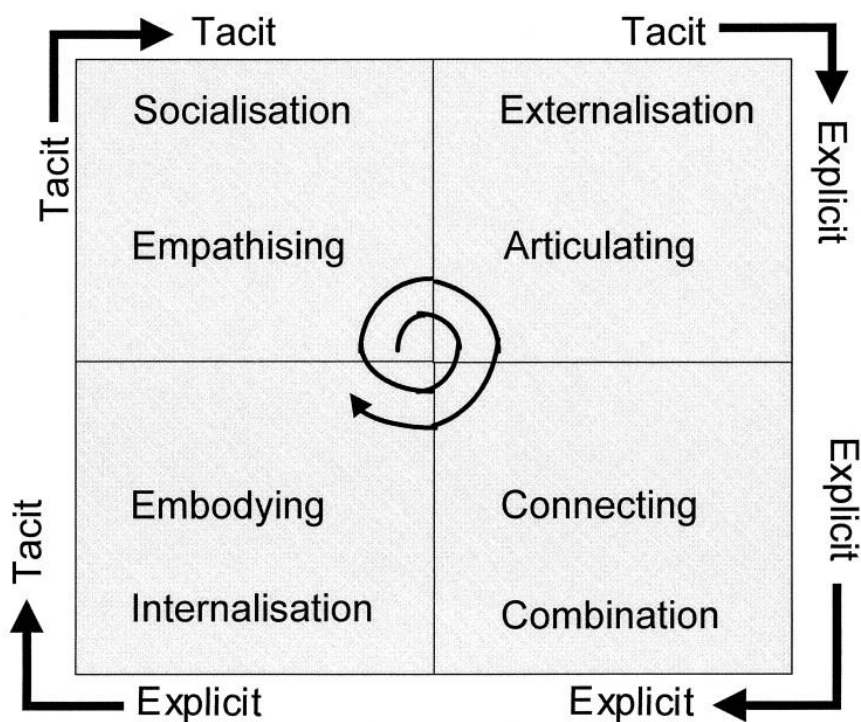 Tacit
Tacit
Tacit
Explicit
Socialisation
Externalisation
Empathising
Articulating
Embodying
Connecting
Internalisation
Combination
Tacit
Explicit
Explicit
Explicit